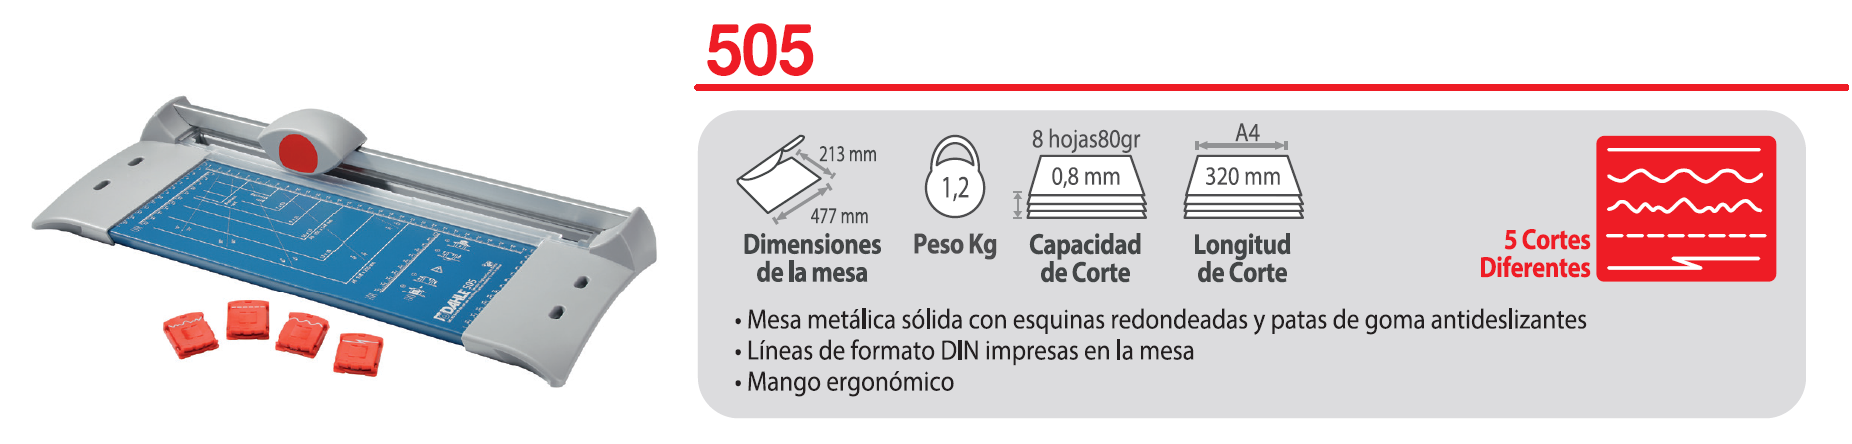 505
213 mm
477 mm
Dimensiones
de la mesa
1,2
Peso Kg
8 hojas80gr
0,8 mm
Capacidad
de Corte
A4
320 mm
Longitud
de Corte
5 Cortes
Diferentes
• Mesa metálica sólida con esquinas redondeadas y patas de goma antideslizantes
• Líneas de formato DIN impresas en la mesa
• Mango ergonómico
DAHLE 505